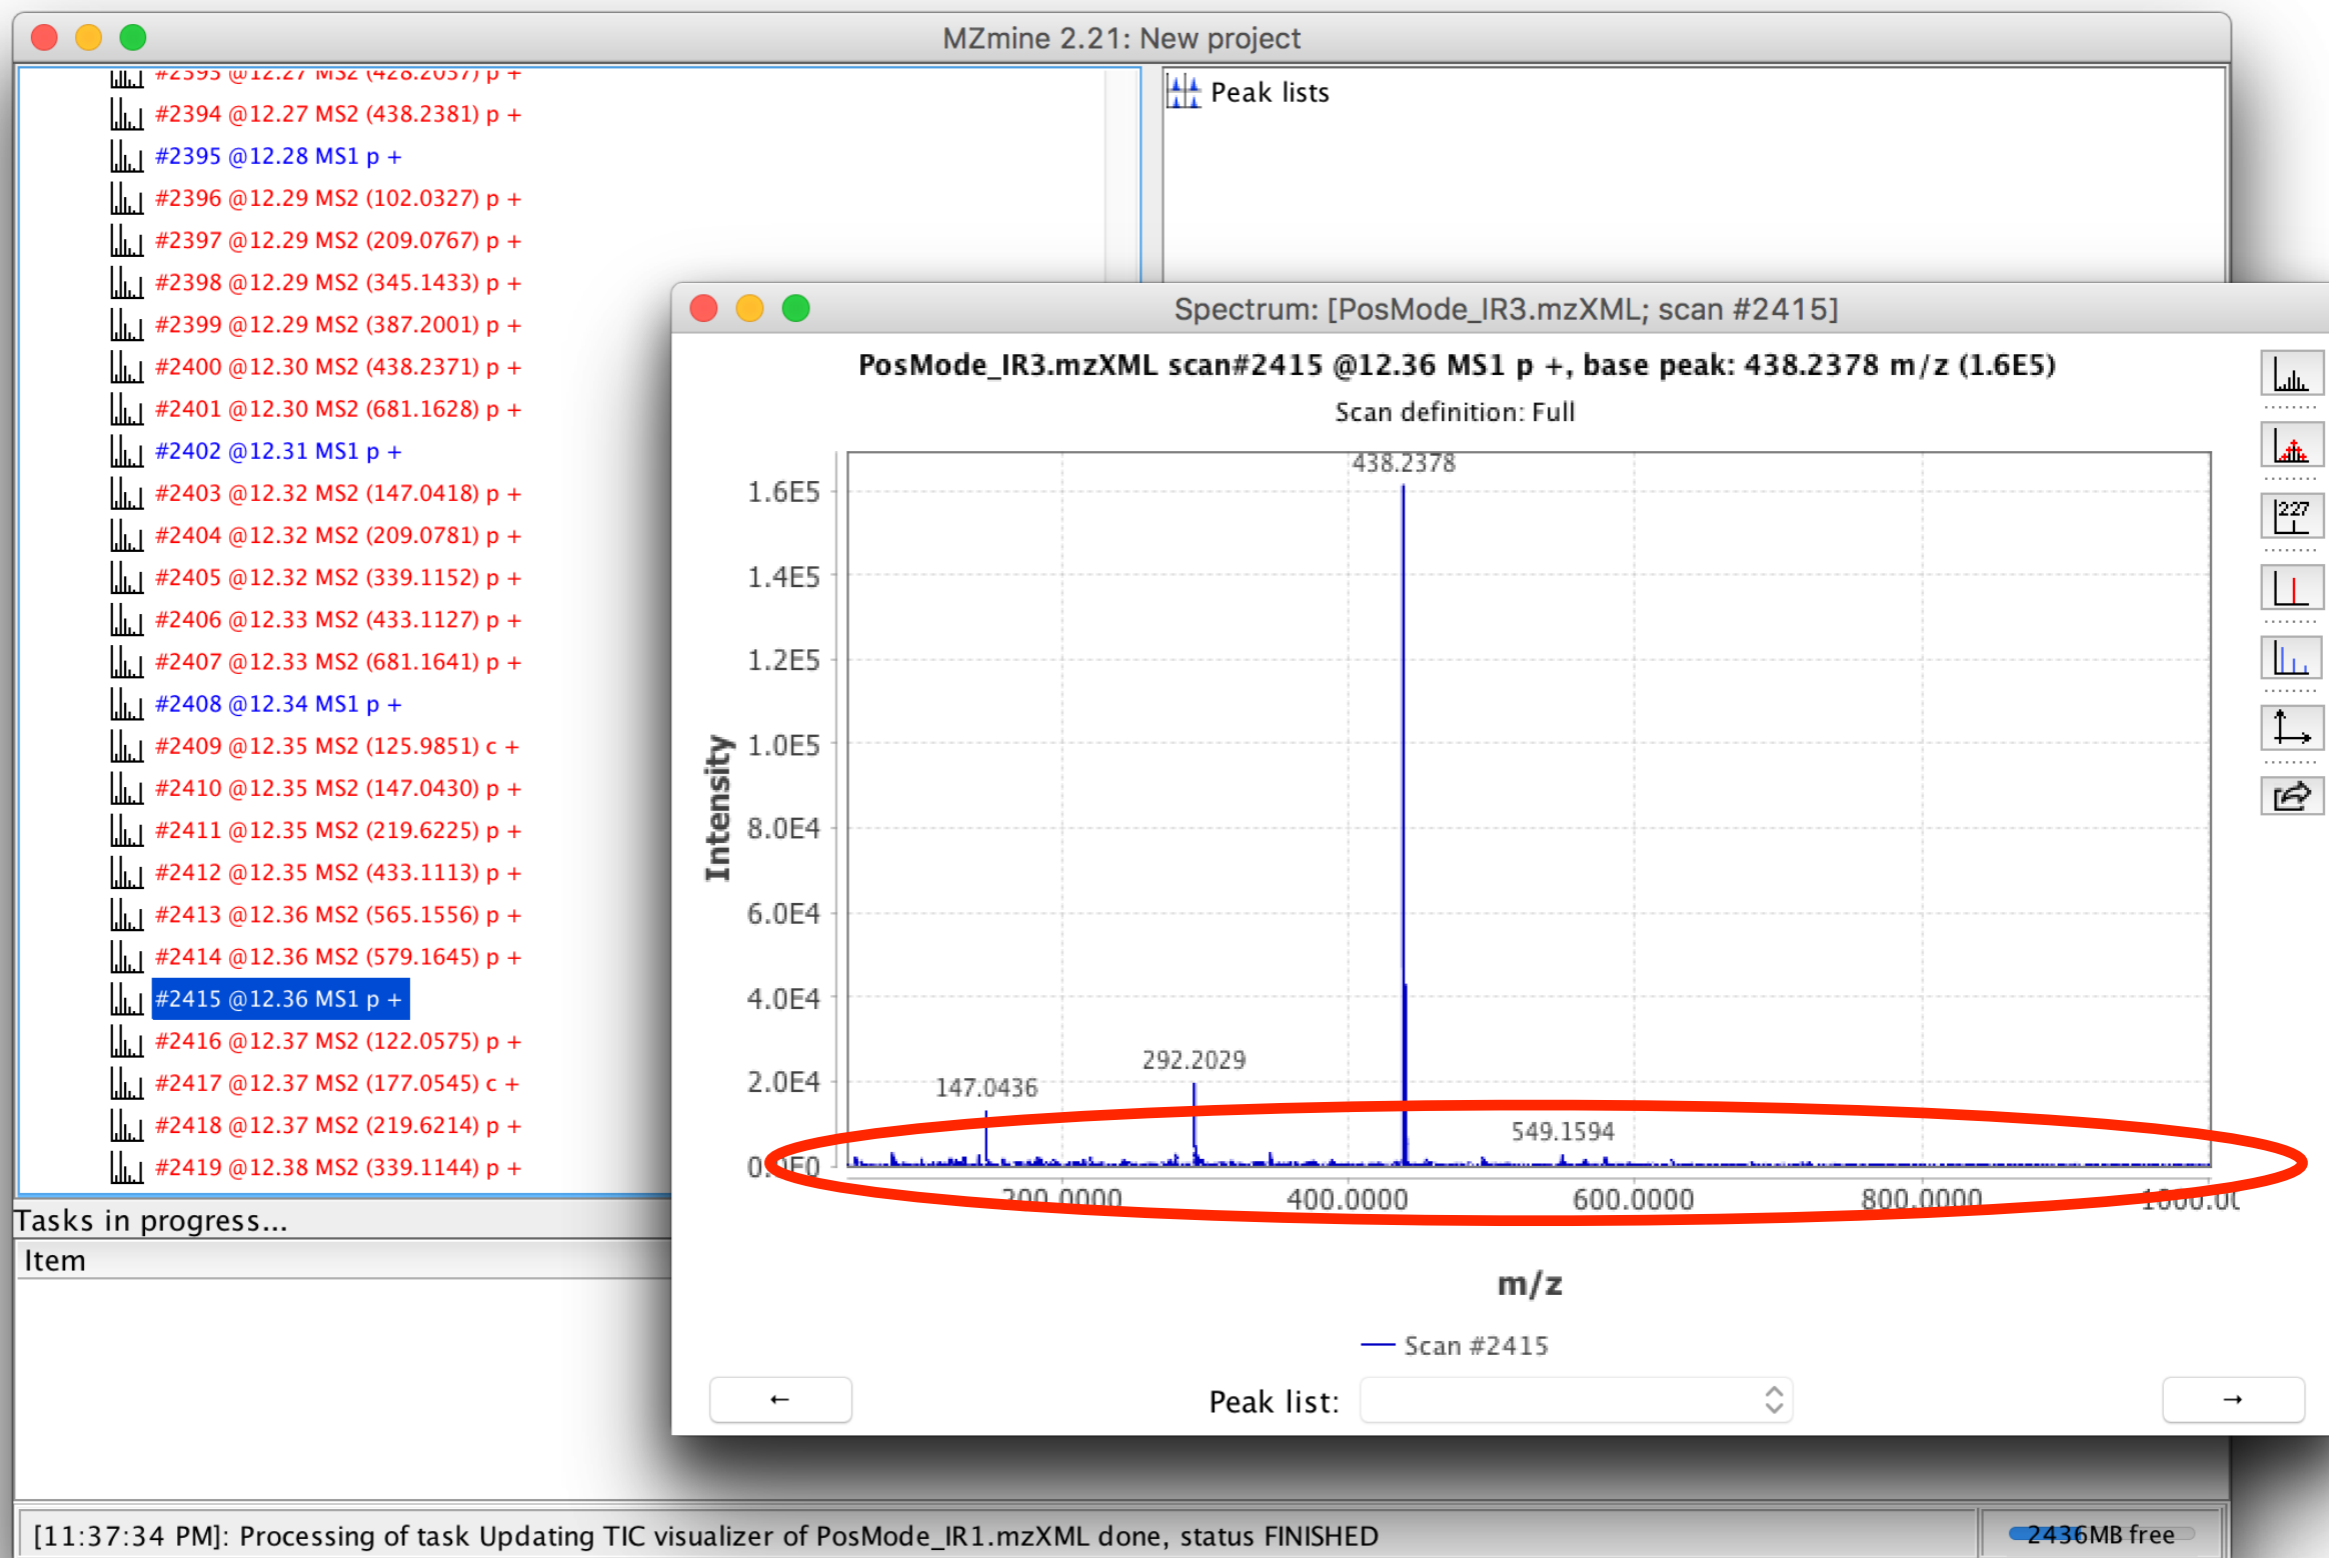 MZmine 2.21: New project
#2393 @12.27 MS2 (428.2037) p +
#2394 @12.27 MS2 (438.2381) p +
#2395 @12.28 MS1 p +
#2396 @12.29 MS2 (102.0327) p +
#2397 @12.29 MS2 (209.0767) p +
#2398 @12.29 MS2 (345.1433) p +
#2399 @12.29 MS2 (387.2001) p +
#2400 @12.30 MS2 (438.2371) p +
#2401 @12.30 MS2 (681.1628) p +
#2402 @12.31 MS1 p +
#2403 @12.32 MS2 (147.0418) p +
#2404 @12.32 MS2 (209.0781) p +
#2405 @12.32 MS2 (339.1152) p +
#2406 @12.33 MS2 (433.1127) p +
#2407 @12.33 MS2 (681.1641) p +
#2408 @12.34 MS1 p +
#2409 @12.35 MS2 (125.9851) c +
#2410 @12.35 MS2 (147.0430) p +
#2411 @12.35 MS2 (219.6225) p +
#2412 @12.35 MS2 (433.1113) p +
#2413 @12.36 MS2 (565.1556) p +
#2414 @12.36 MS2 (579.1645) p +
#2415 @12.36 MS1 p +
#2416 @12.37 MS2 (122.0575) p +
#2417 @12.37 MS2 (177.0545) c +
#2418 @12.37 MS2 (219.6214) p +
#2419 @12.38 MS2 (339.1144) p +
Peak lists
Spectrum: [PosMode_IR3.mzXML; scan #2415]
PosMode_IR3.mzXML scan#2415 @12.36 MS1 p +, base peak: 438.2378 m/z (1.6E5)
Scan definition: Full
227
438.2378
1.6E5
1.4E5
1.2E5
1.0E5
8.0E4
6.0E4
4.0E4
2.0E4
0.0E0
Intensity
292.2029
147.0436
549.1594
200.0000 400.0000 600.0000 800.0000 1000.00
m/z
Scan #2415
← Peak list: →
Tasks in progress...
Item
[11:37:34 PM]: Processing of task Updating TIC visualizer of PosMode_IR1.mzXML done, status FINISHED
2436MB free